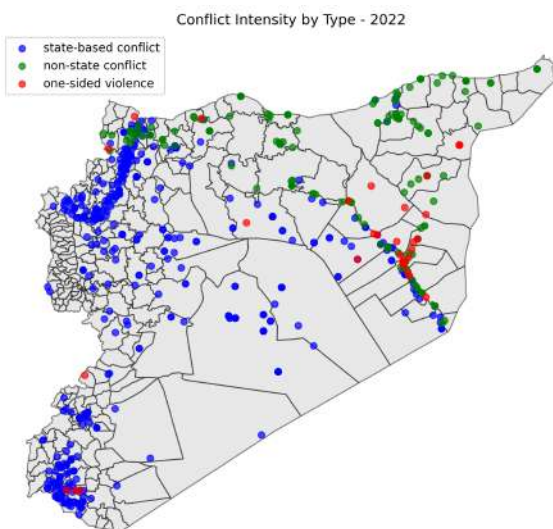 Conflict Intensity by Type - 2022
state-based conflict
non-state conflict
one-sided violence